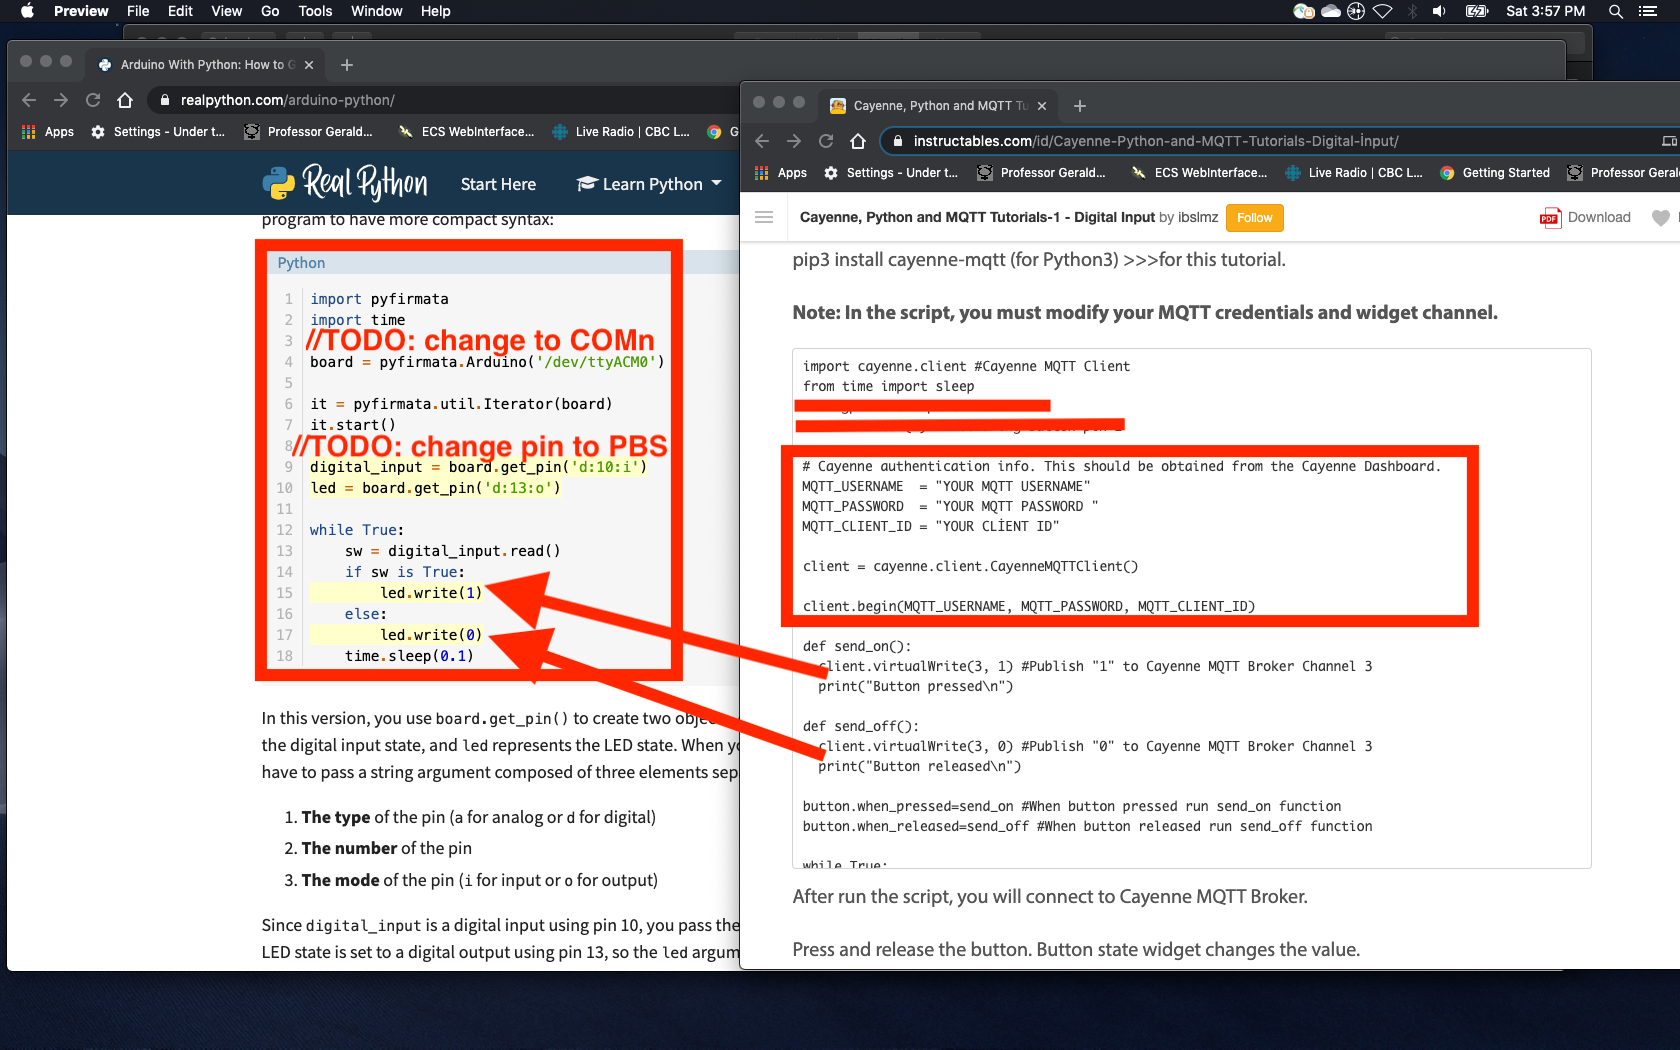 Preview File Edit View Go Tools Window Help Sat 3:57 PM
Arduino With Python: How to G
realpython.com/arduino-python/
Apps Settings - Under t... Professor Gerald... ECS WebInterface... Live Radio | CBC L... G
Real Python Start Here Learn Python
program to have more compact syntax:
Python
1 import pyfirmata
2 import time
3 //TODO: change to COMn
4 board = pyfirmata.Arduino('/dev/ttyACM0')
5
6 it = pyfirmata.util.Iterator(board)
7 it.start()
8 //TODO: change pin to PBS
9 digital_input = board.get_pin('d:10:i')
10 led = board.get_pin('d:13:o')
11
12 while True:
13 sw = digital_input.read()
14 if sw is True:
15 led.write(1)
16 else:
17 led.write(0)
18 time.sleep(0.1)
In this version, you use board.get_pin() to create two objec
the digital input state, and led represents the LED state. When yo
have to pass a string argument composed of three elements sep
1. The type of the pin (a for analog or d for digital)
2. The number of the pin
3. The mode of the pin (i for input or o for output)
Since digital_input is a digital input using pin 10, you pass the
LED state is set to a digital output using pin 13, so the led argum
Cayenne, Python and MQTT Tu
instructables.com/id/Cayenne-Python-and-MQTT-Tutorials-Digital-İnput/
Apps Settings - Under t... Professor Gerald... ECS WebInterface... Live Radio | CBC L... Getting Started Professor Geral
Cayenne, Python and MQTT Tutorials-1 - Digital Input by ibslmz Follow PDF Download
pip3 install cayenne-mqtt (for Python3) >>>for this tutorial.
Note: In the script, you must modify your MQTT credentials and widget channel.
import cayenne.client #Cayenne MQTT Client
from time import sleep
# Cayenne authentication info. This should be obtained from the Cayenne Dashboard.
MQTT_USERNAME = "YOUR MQTT USERNAME"
MQTT_PASSWORD = "YOUR MQTT PASSWORD "
MQTT_CLIENT_ID = "YOUR CLİENT ID"
client = cayenne.client.CayenneMQTTClient()
client.begin(MQTT_USERNAME, MQTT_PASSWORD, MQTT_CLIENT_ID)
def send_on():
client.virtualWrite(3, 1) #Publish "1" to Cayenne MQTT Broker Channel 3
print("Button pressed\n")
def send_off():
client.virtualWrite(3, 0) #Publish "0" to Cayenne MQTT Broker Channel 3
print("Button released\n")
button.when_pressed=send_on #When button pressed run send_on function
button.when_released=send_off #When button released run send_off function
while True:
After run the script, you will connect to Cayenne MQTT Broker.
Press and release the button. Button state widget changes the value.